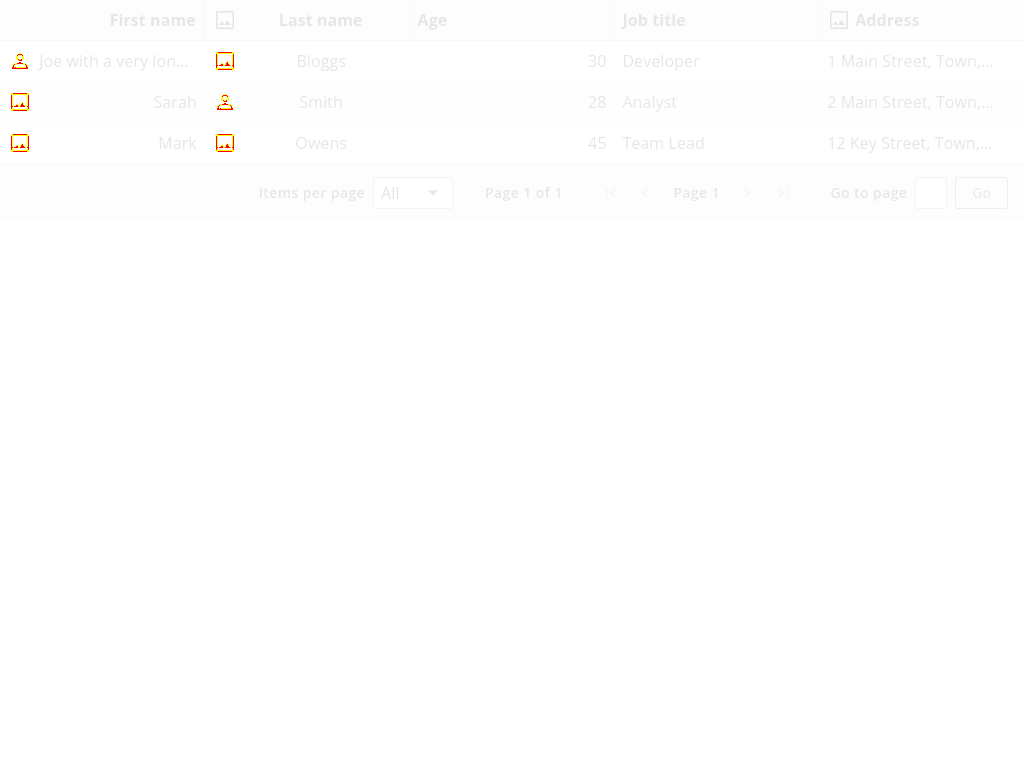 First name Last name Age Job title Address
Joe with a very lon... Bloggs 30 Developer 1 Main Street, Town,...
Sarah Smith 28 Analyst 2 Main Street, Town,...
Mark Owens 45 Team Lead 12 Key Street, Town,...
Items per page All Page 1 of 1 Page 1 Go to page Go